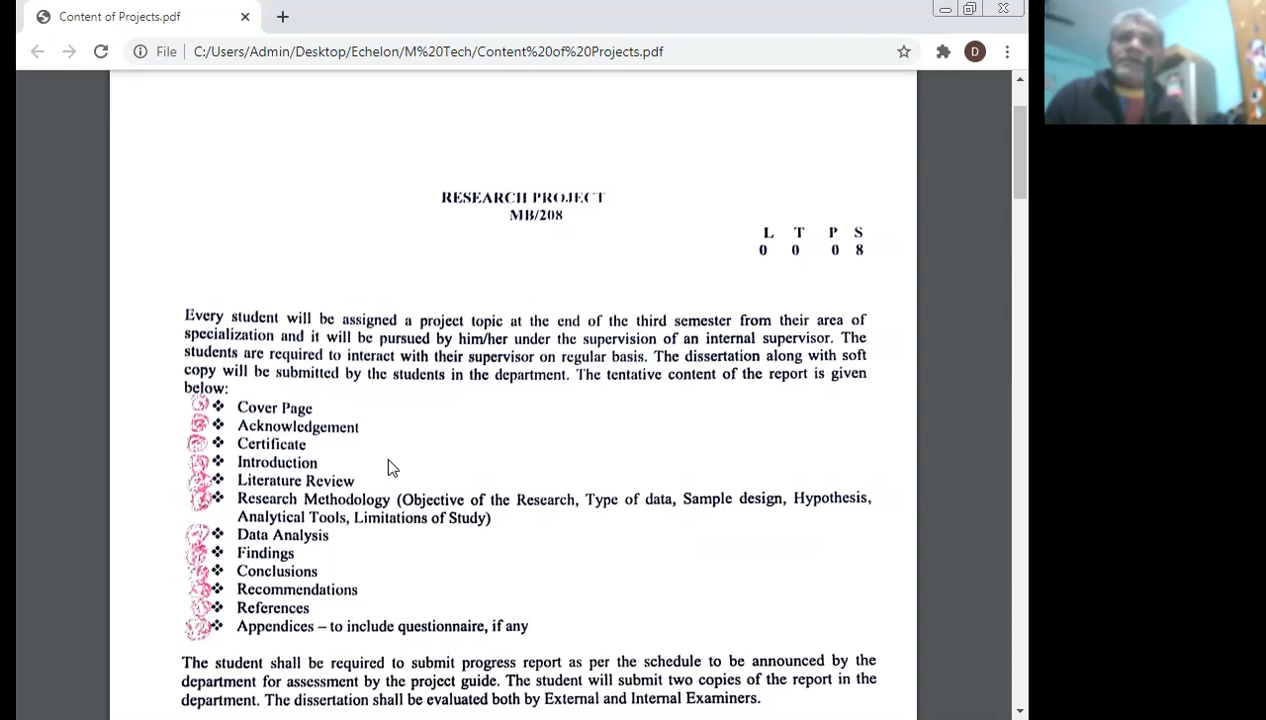 Content of Projects.pdf
File C:/Users/Admin/Desktop/Echelon/M%20Tech/Content%20of%20Projects.pdf
D
RESEARCH PROJECT
MB/208
L T P S
0 0 0 8
Every student will be assigned a project topic at the end of the third semester from their area of
specialization and it will be pursued by him/her under the supervision of an internal supervisor. The
students are required to interact with their supervisor on regular basis. The dissertation along with soft
copy will be submitted by the students in the department. The tentative content of the report is given
below:
❖ Cover Page
❖ Acknowledgement
❖ Certificate
❖ Introduction
❖ Literature Review
❖ Research Methodology (Objective of the Research, Type of data, Sample design, Hypothesis,
Analytical Tools, Limitations of Study)
❖ Data Analysis
❖ Findings
❖ Conclusions
❖ Recommendations
❖ References
❖ Appendices – to include questionnaire, if any
The student shall be required to submit progress report as per the schedule to be announced by the
department for assessment by the project guide. The student will submit two copies of the report in the
department. The dissertation shall be evaluated both by External and Internal Examiners.